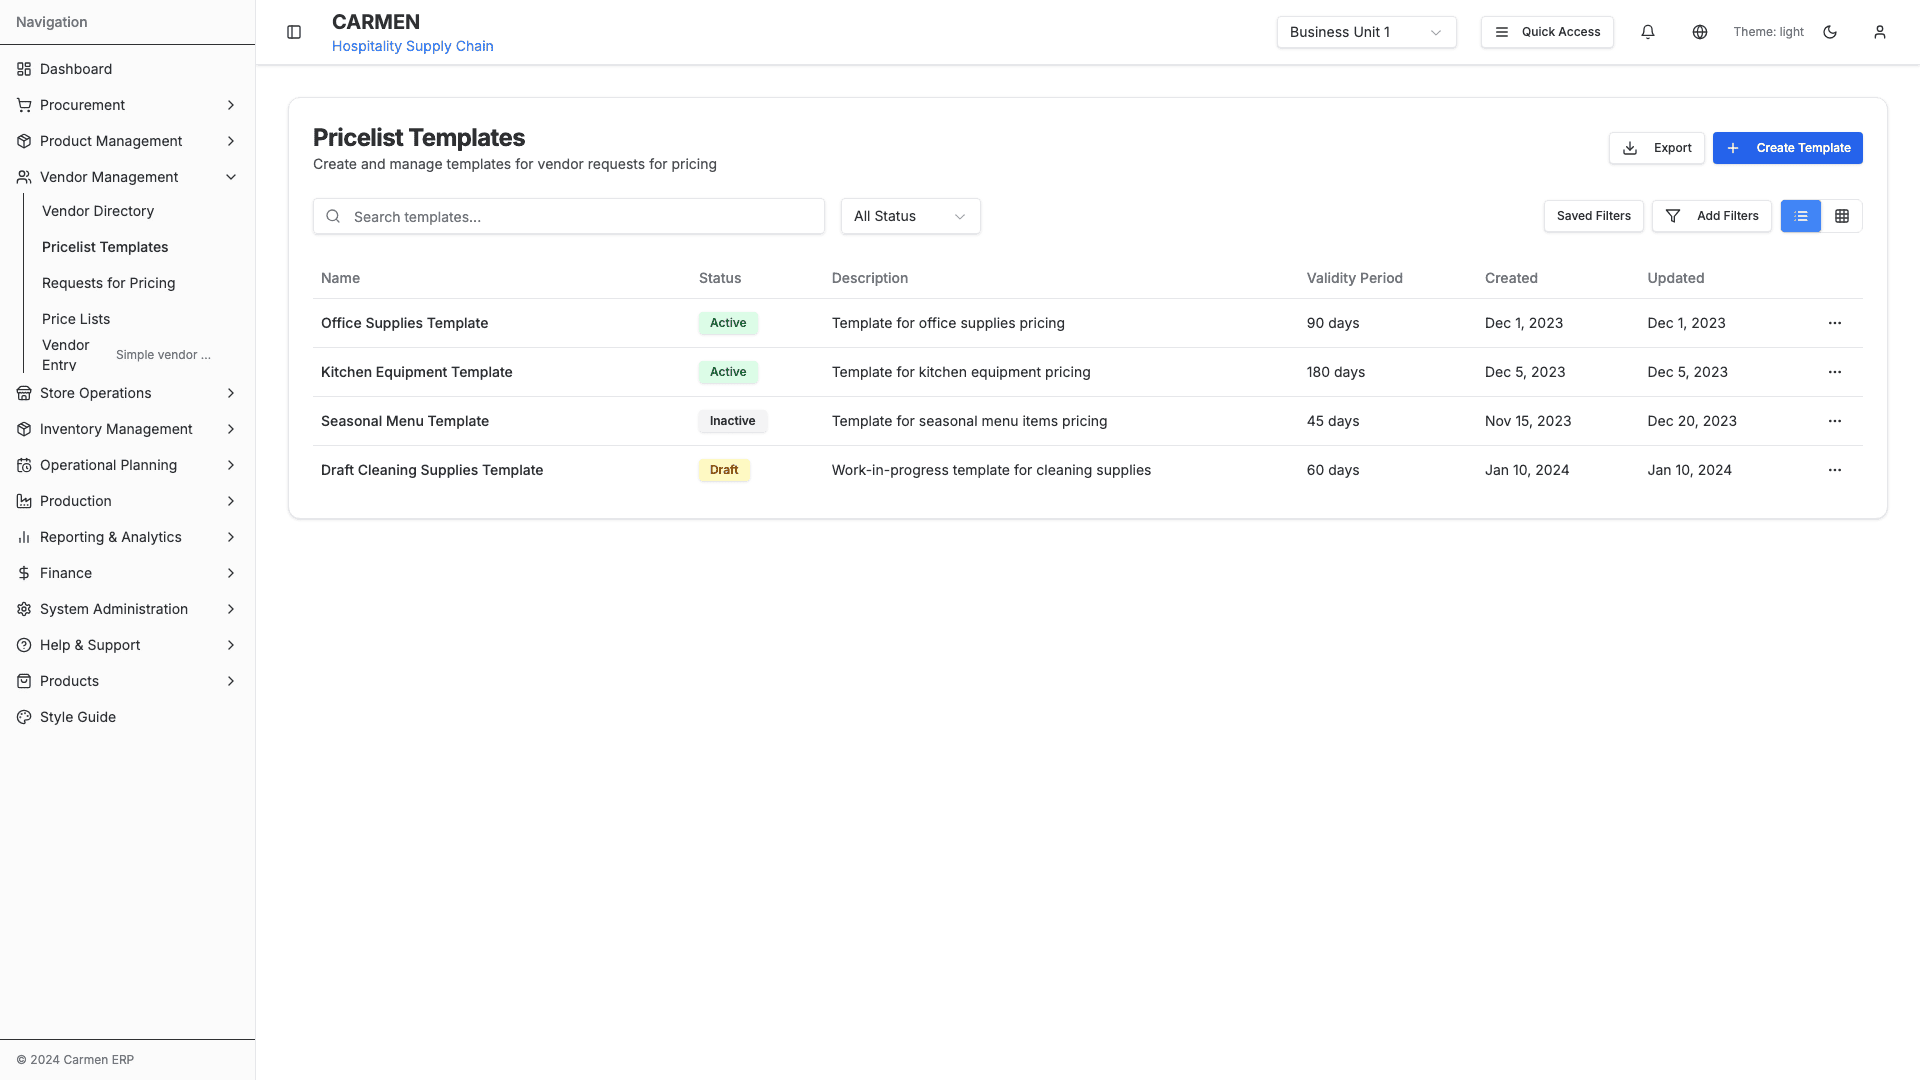 Navigation
Dashboard
Procurement
Product Management
Vendor Management
Vendor Directory
Pricelist Templates
Requests for Pricing
Price Lists
Vendor Entry Simple vendor ...
Store Operations
Inventory Management
Operational Planning
Production
Reporting & Analytics
Finance
System Administration
Help & Support
Products
Style Guide
© 2024 Carmen ERP
CARMEN
Hospitality Supply Chain
Business Unit 1
Quick Access
Theme: light
Pricelist Templates
Create and manage templates for vendor requests for pricing
Export
Create Template
Search templates...
All Status
Saved Filters
Add Filters
Name Status Description Validity Period Created Updated
Office Supplies Template Active Template for office supplies pricing 90 days Dec 1, 2023 Dec 1, 2023
Kitchen Equipment Template Active Template for kitchen equipment pricing 180 days Dec 5, 2023 Dec 5, 2023
Seasonal Menu Template Inactive Template for seasonal menu items pricing 45 days Nov 15, 2023 Dec 20, 2023
Draft Cleaning Supplies Template Draft Work-in-progress template for cleaning supplies 60 days Jan 10, 2024 Jan 10, 2024